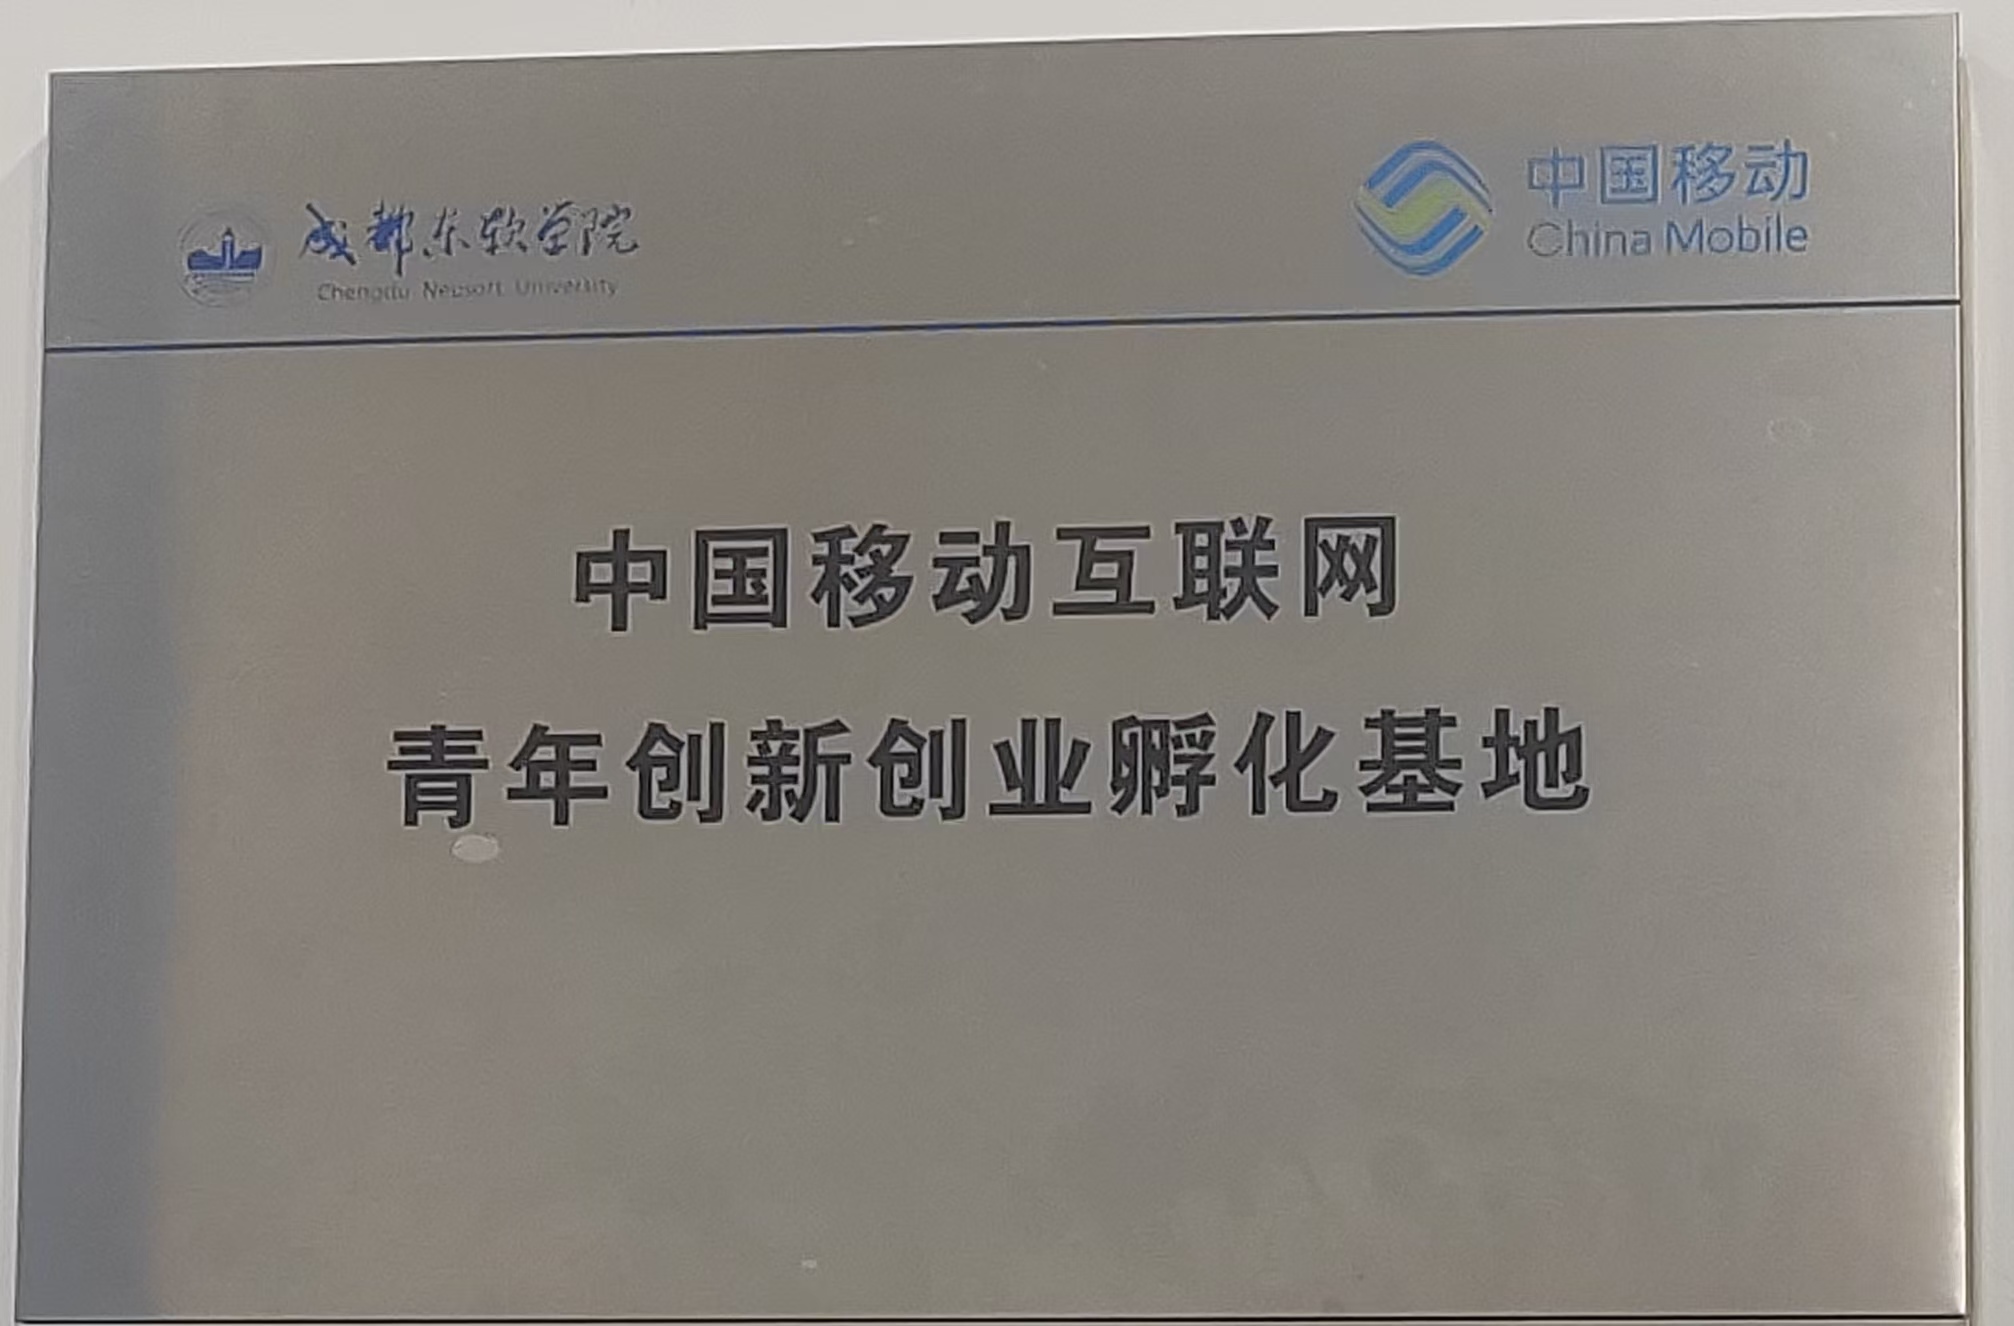 成都东软学院
Chengdu Neusoft University
中国移动
China Mobile
中国移动互联网
青年创新创业孵化基地